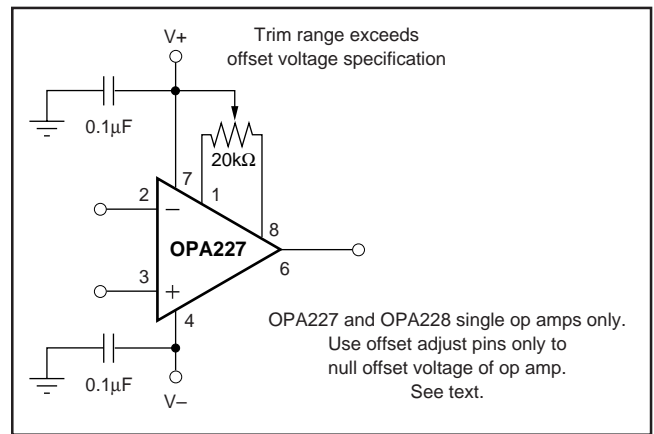 V+
Trim range exceeds
offset voltage specification
0.1µF
20kΩ
7
1
2
–
8
OPA227
6
3
+
4
OPA227 and OPA228 single op amps only.
Use offset adjust pins only to
null offset voltage of op amp.
See text.
0.1µF
V–